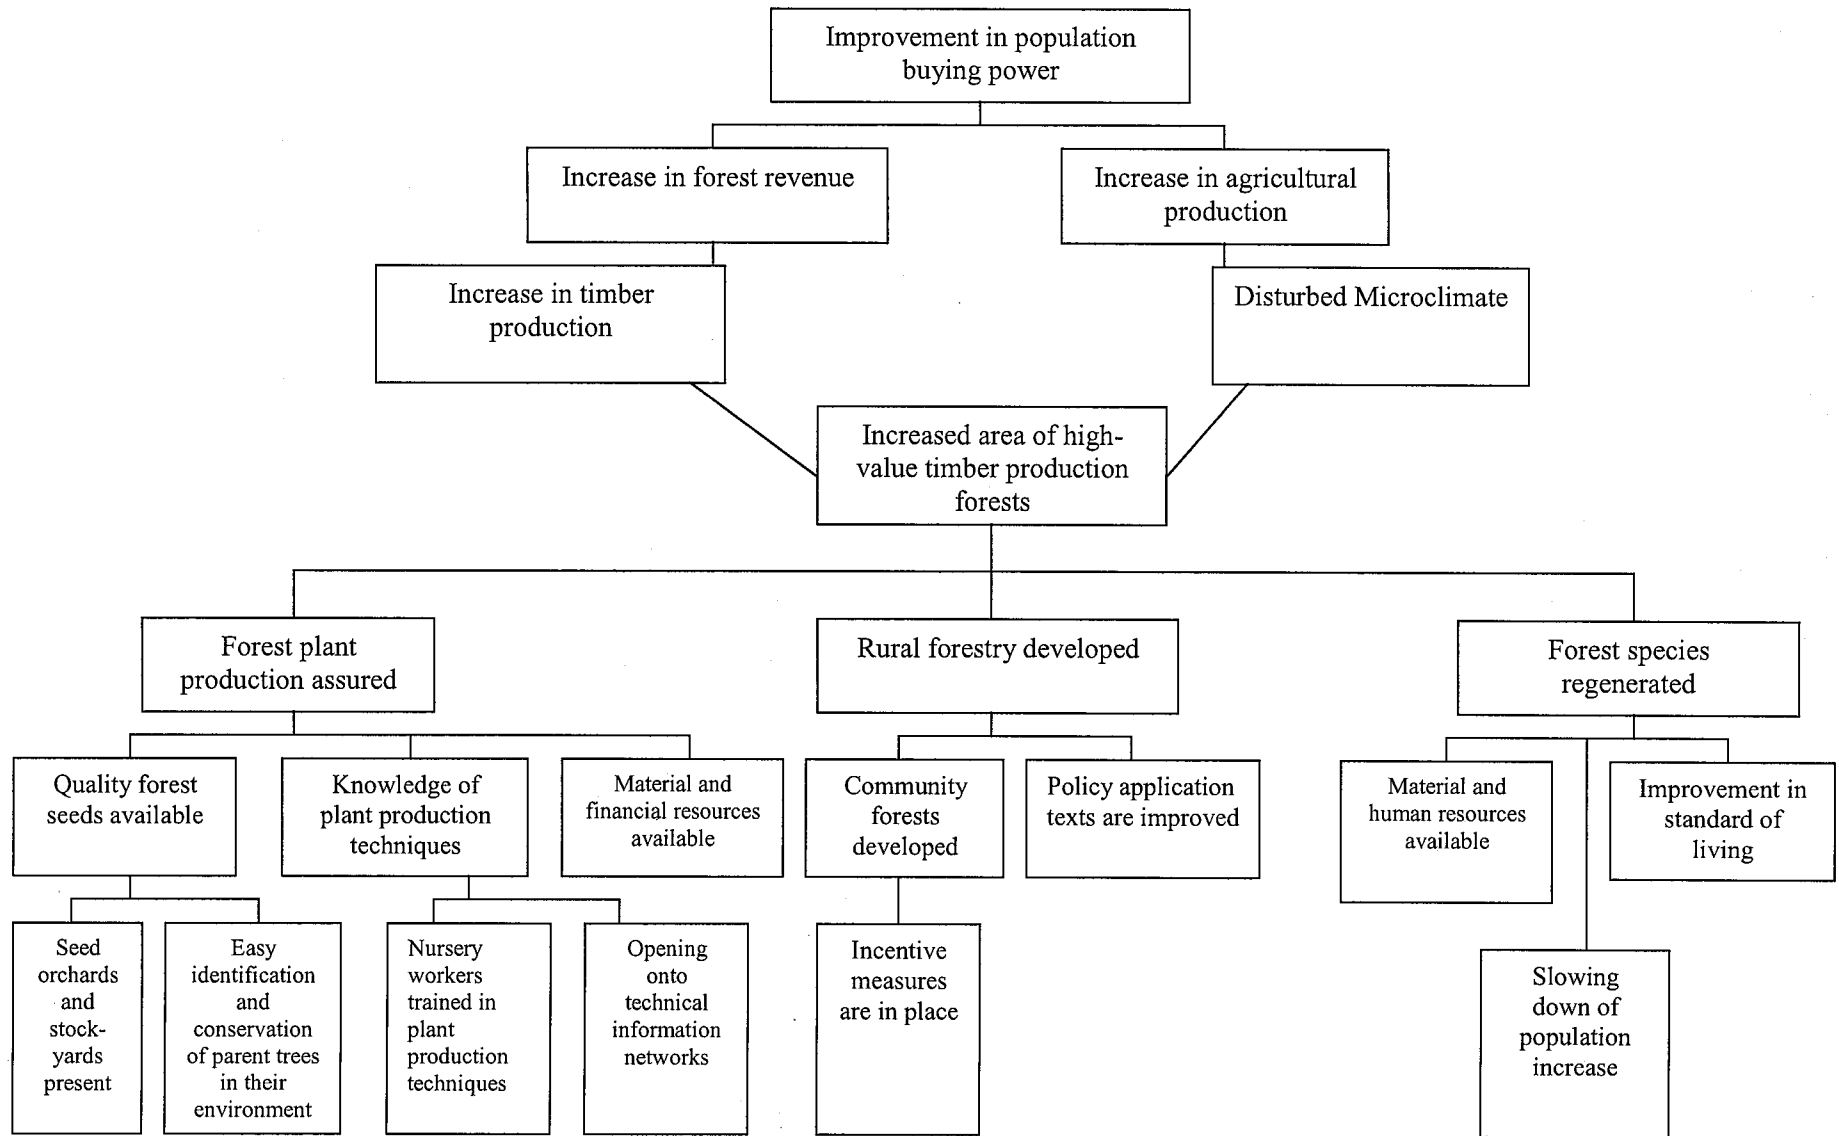 Improvement in population
buying power
Increase in forest revenue
Increase in agricultural
production
Increase in timber
production
Disturbed Microclimate
Increased area of high-
value timber production
forests
Forest plant
production assured
Rural forestry developed
Forest species
regenerated
Quality forest
seeds available
Knowledge of
plant production
techniques
Material and
financial resources
available
Community
forests
developed
Policy application
texts are improved
Material and
human resources
available
Improvement in
standard of
living
Seed
orchards
and
stock-
yards
present
Easy
identification
and
conservation
of parent trees
in their
environment
Nursery
workers
trained in
plant
production
techniques
Opening
onto
technical
information
networks
Incentive
measures
are in place
Slowing
down of
population
increase